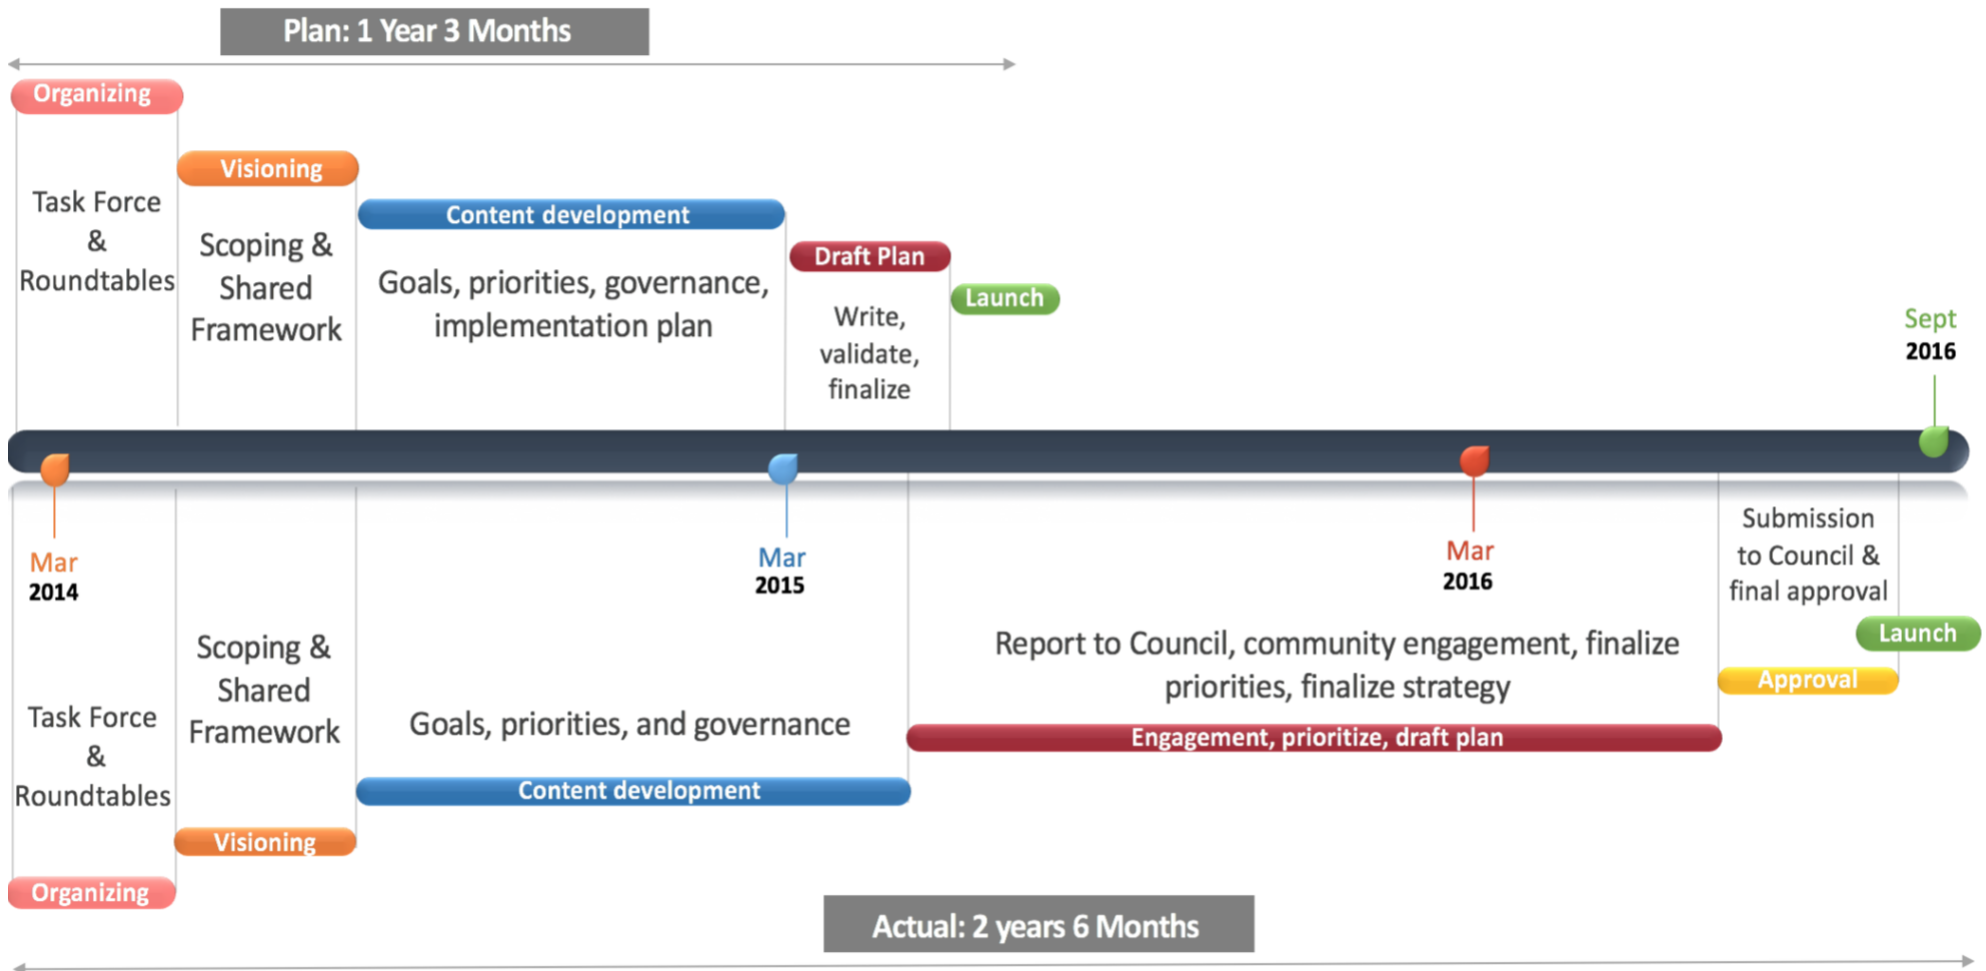 Plan: 1 Year 3 Months
Organizing
Task Force
&
Roundtables
Visioning
Scoping &
Shared
Framework
Content development
Goals, priorities, governance,
implementation plan
Draft Plan
Write,
validate,
finalize
Launch
Sept
2016
Mar
2014
Mar
2015
Mar
2016
Task Force
&
Roundtables
Organizing
Scoping &
Shared
Framework
Visioning
Goals, priorities, and governance
Content development
Report to Council, community engagement, finalize
priorities, finalize strategy
Engagement, prioritize, draft plan
Submission
to Council &
final approval
Approval
Launch
Actual: 2 years 6 Months